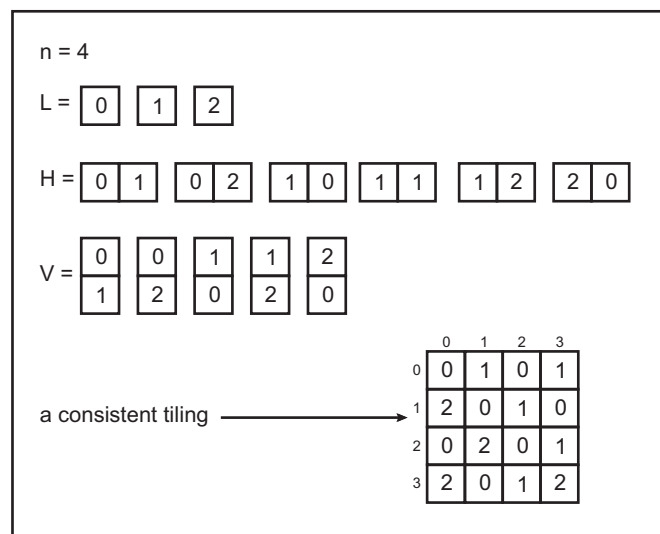 n = 4
L = 0 1 2
H = 0 1 0 2 1 0 1 1 1 2 2 0
V = 0 0 1 1 2
1 2 0 2 0
0 1 2 3
0 0 1 0 1
a consistent tiling
1 2 0 1 0
2 0 2 0 1
3 2 0 1 2